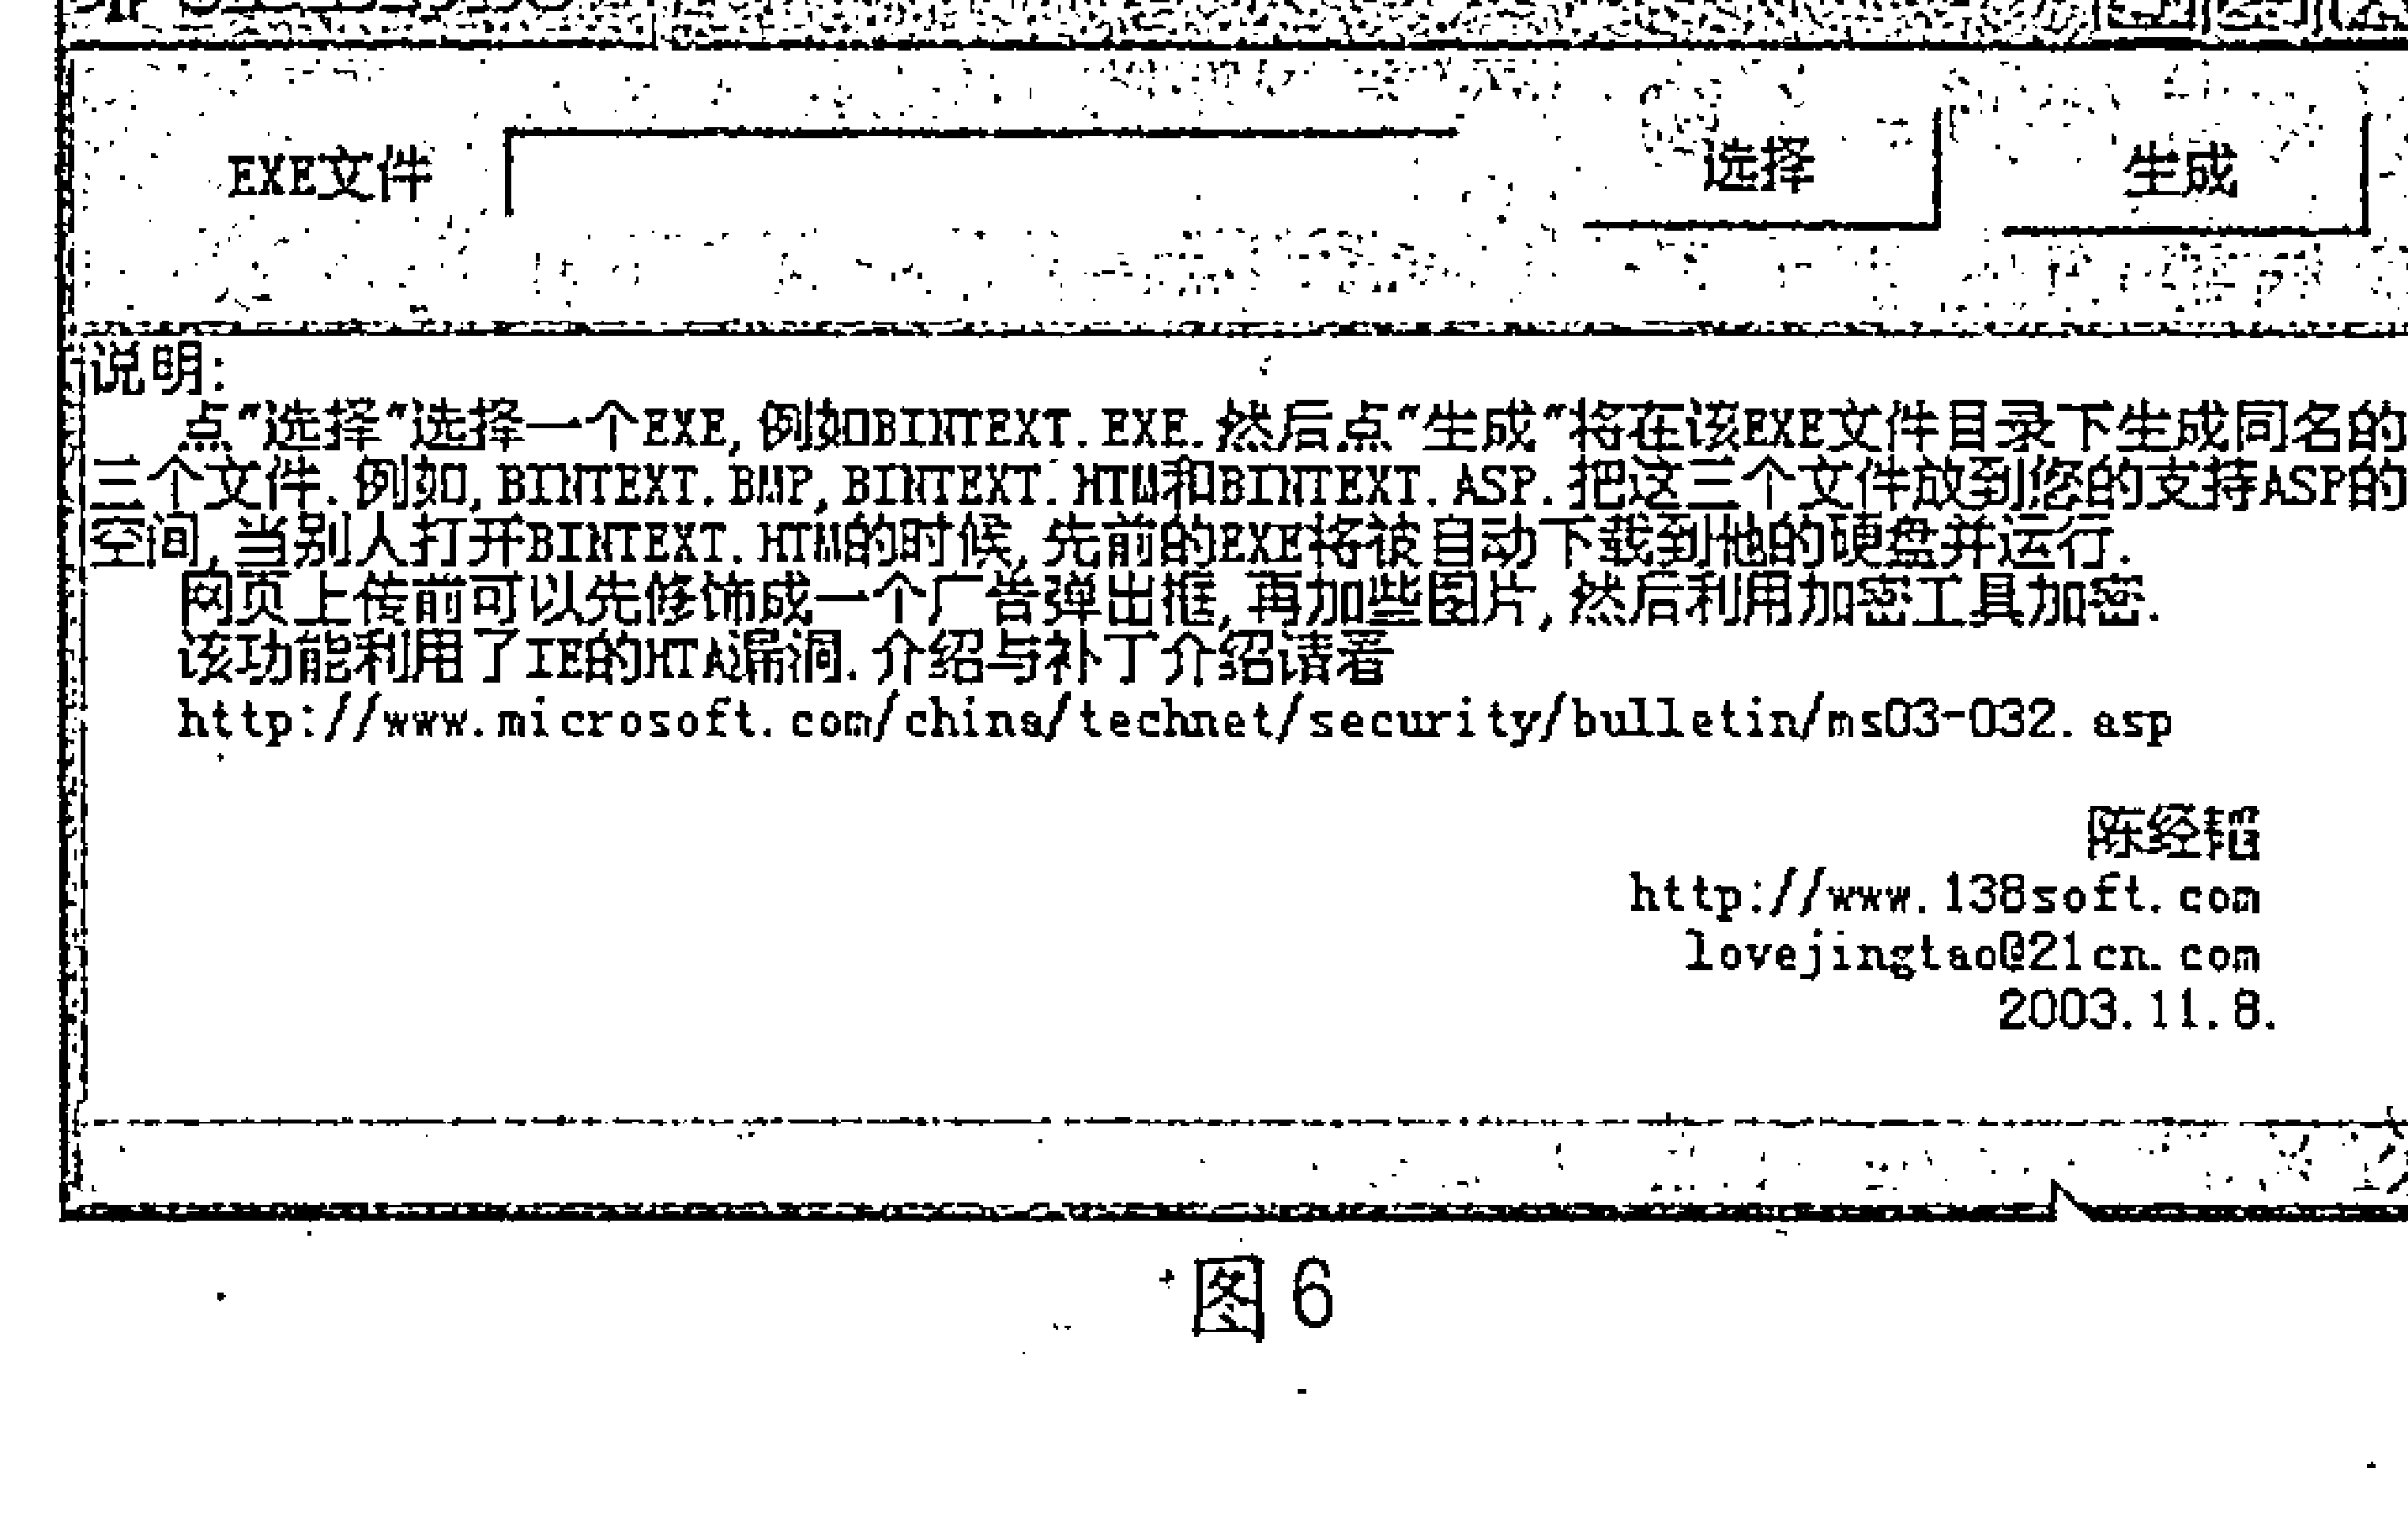 EXE文件 选择 生成
说明:
点"选择"选择一个EXE,例如BINTEXT.EXE.然后点"生成"将在该EXE文件目录下生成同名的
三个文件.例如,BINTEXT.BMP,BINTEXT.HTM和BINTEXT.ASP.把这三个文件放到您的支持ASP的
空间,当别人打开BINTEXT.HTM的时候,先前的EXE将被自动下载到他的硬盘并运行.
网页上传前可以先修饰成一个广告弹出框,再加些图片,然后利用加密工具加密.
该功能利用了IE的HTA漏洞.介绍与补丁介绍请看
http://www.microsoft.com/china/technet/security/bulletin/ms03-032.asp
陈经韬
http://www.138soft.com
lovejingtao@21cn.com
2003.11.8.
图6